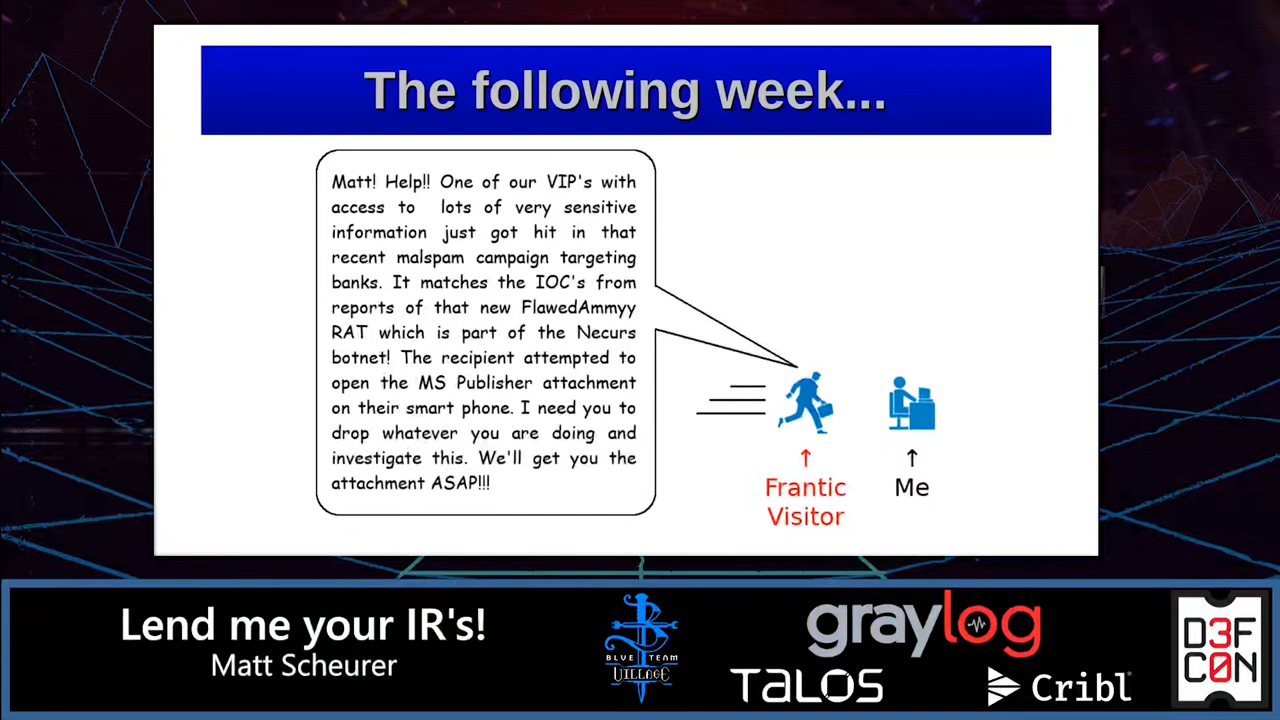 The following week...
Matt! Help!! One of our VIP's with
access to lots of very sensitive
information just got hit in that
recent malspam campaign targeting
banks. It matches the IOC's from
reports of that new FlawedAmmyy
RAT which is part of the Necurs
botnet! The recipient attempted to
open the MS Publisher attachment
on their smart phone. I need you to
drop whatever you are doing and
investigate this. We'll get you the
attachment ASAP!!!
↑
Frantic
Visitor
↑
Me
Lend me your IR's!
Matt Scheurer
BLUE TEAM
VILLAGE
graylog
TALOS
Cribl
D3F
C0N